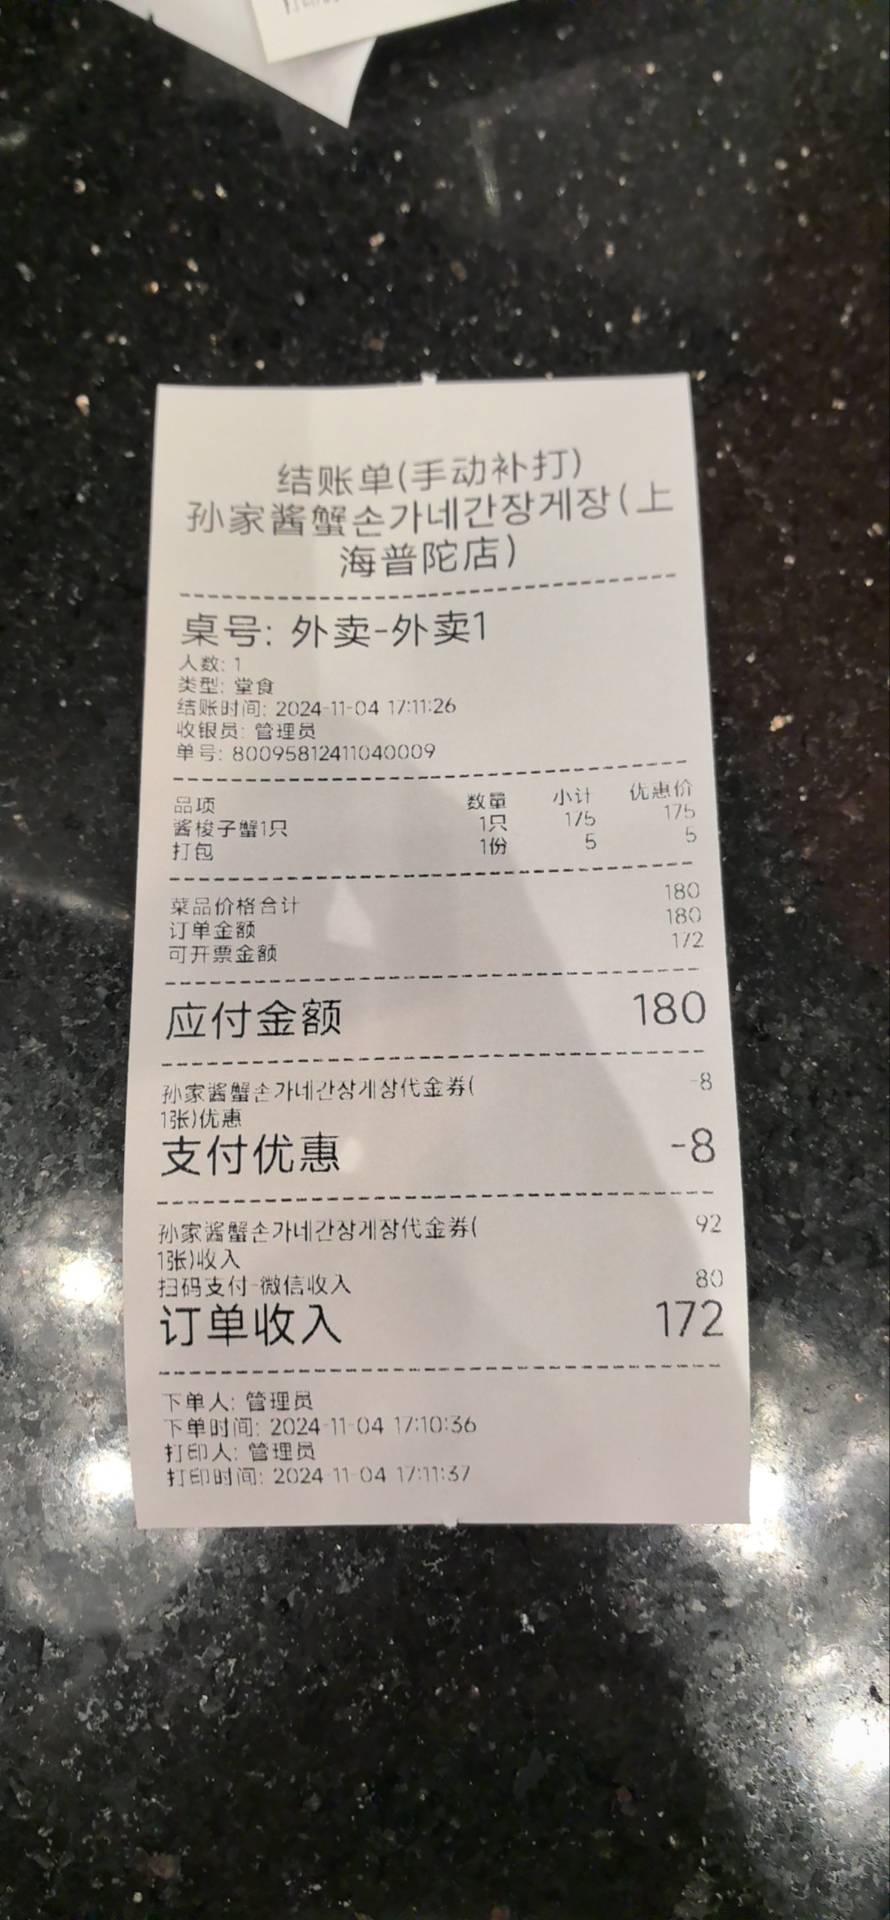 结账单(手动补打)
孙家酱蟹손가네간장게장(上
海普陀店)
桌号: 外卖-外卖1
人数: 1
类型: 堂食
结账时间: 2024-11-04 17:11:26
收银员: 管理员
单号: 80095812411040009
品项 数量 小计 优惠价
酱梭子蟹1只 1只 175 175
打包 1份 5 5
菜品价格合计 180
订单金额 180
可开票金额 172
应付金额 180
孙家酱蟹손가네간장게장代金券( -8
1张)优惠
支付优惠 -8
孙家酱蟹손가네간장게장代金券( 92
1张)收入
扫码支付-微信收入 80
订单收入 172
下单人: 管理员
下单时间: 2024-11-04 17:10:36
打印人: 管理员
打印时间: 2024-11-04 17:11:37